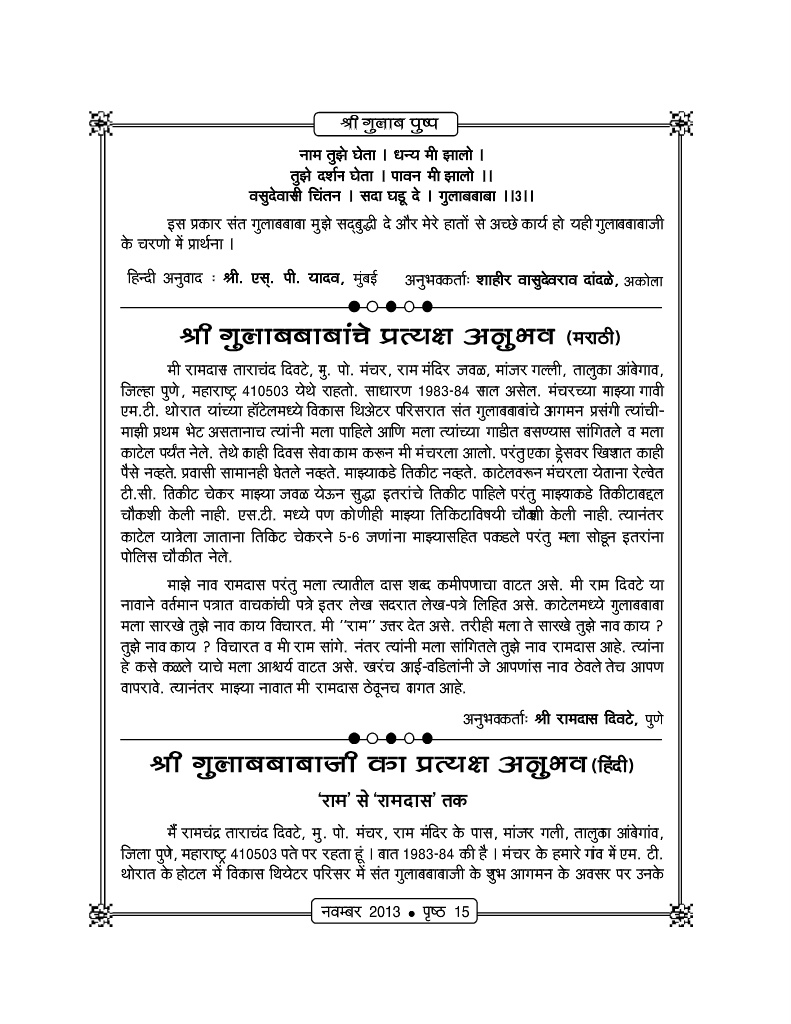 श्री गुलाब पुष्प
नाम तुझे घेता । धन्य मी झालो ।
तुझे दर्शन घेता । पावन मी झालो ।।
वसुदेवासी चिंतन । सदा घडू दे । गुलाबबाबा ।।3।।
इस प्रकार संत गुलाबबाबा मुझे सद्‌बुद्धी दे और मेरे हातों से अच्छे कार्य हो यही गुलाबबाबाजी
के चरणो में प्रार्थना ।
हिन्दी अनुवाद : श्री. एस्. पी. यादव, मुंबई अनुभवकर्ताः शाहीर वासुदेवराव दांदळे, अकोला
श्री गुलाबबाबांचे प्रत्यक्ष अनुभव (मराठी)
मी रामदास ताराचंद दिवटे, मु. पो. मंचर, राम मंदिर जवळ, मांजर गल्ली, तालुका आंबेगाव,
जिल्हा पुणे, महाराष्ट्र 410503 येथे राहतो. साधारण 1983-84 साल असेल. मंचरच्या माझ्या गावी
एम.टी. थोरात यांच्या हॉटेलमध्ये विकास थिअेटर परिसरात संत गुलाबबाबांचे आगमन प्रसंगी त्यांची-
माझी प्रथम भेट असतानाच त्यांनी मला पाहिले आणि मला त्यांच्या गाडीत बसण्यास सांगितले व मला
काटेल पर्यंत नेले. तेथे काही दिवस सेवा काम करून मी मंचरला आलो. परंतु एका ड्रेसवर खिशात काही
पैसे नव्हते. प्रवासी सामानही घेतले नव्हते. माझ्याकडे तिकीट नव्हते. काटेलवरून मंचरला येताना रेल्वेत
टी.सी. तिकीट चेकर माझ्या जवळ येऊन सुद्धा इतरांचे तिकीट पाहिले परंतु माझ्याकडे तिकीटाबद्दल
चौकशी केली नाही. एस.टी. मध्ये पण कोणीही माझ्या तिकिटाविषयी चौकशी केली नाही. त्यानंतर
काटेल यात्रेला जाताना तिकिट चेकरने 5-6 जणांना माझ्यासहित पकडले परंतु मला सोडून इतरांना
पोलिस चौकीत नेले.
माझे नाव रामदास परंतु मला त्यातील दास शब्द कमीपणाचा वाटत असे. मी राम दिवटे या
नावाने वर्तमान पत्रात वाचकांची पत्रे इतर लेख सदरात लेख-पत्रे लिहित असे. काटेलमध्ये गुलाबबाबा
मला सारखे तुझे नाव काय विचारत. मी ''राम'' उत्तर देत असे. तरीही मला ते सारखे तुझे नाव काय ?
तुझे नाव काय ? विचारत व मी राम सांगे. नंतर त्यांनी मला सांगितले तुझे नाव रामदास आहे. त्यांना
हे कसे कळले याचे मला आश्चर्य वाटत असे. खरंच आई-वडिलांनी जे आपणांस नाव ठेवले तेच आपण
वापरावे. त्यानंतर माझ्या नावात मी रामदास ठेवूनच वागत आहे.
अनुभवकर्ताः श्री रामदास दिवटे, पुणे
श्री गुलाबबाबाजी का प्रत्यक्ष अनुभव (हिंदी)
'राम' से 'रामदास' तक
मैं रामचंद्र ताराचंद दिवटे, मु. पो. मंचर, राम मंदिर के पास, मांजर गली, तालुका आंबेगांव,
जिला पुणे, महाराष्ट्र 410503 पते पर रहता हूं । बात 1983-84 की है । मंचर के हमारे गांव में एम. टी.
थोरात के होटल में विकास थियेटर परिसर में संत गुलाबबाबाजी के शुभ आगमन के अवसर पर उनके
नवम्बर 2013 ● पृष्ठ 15